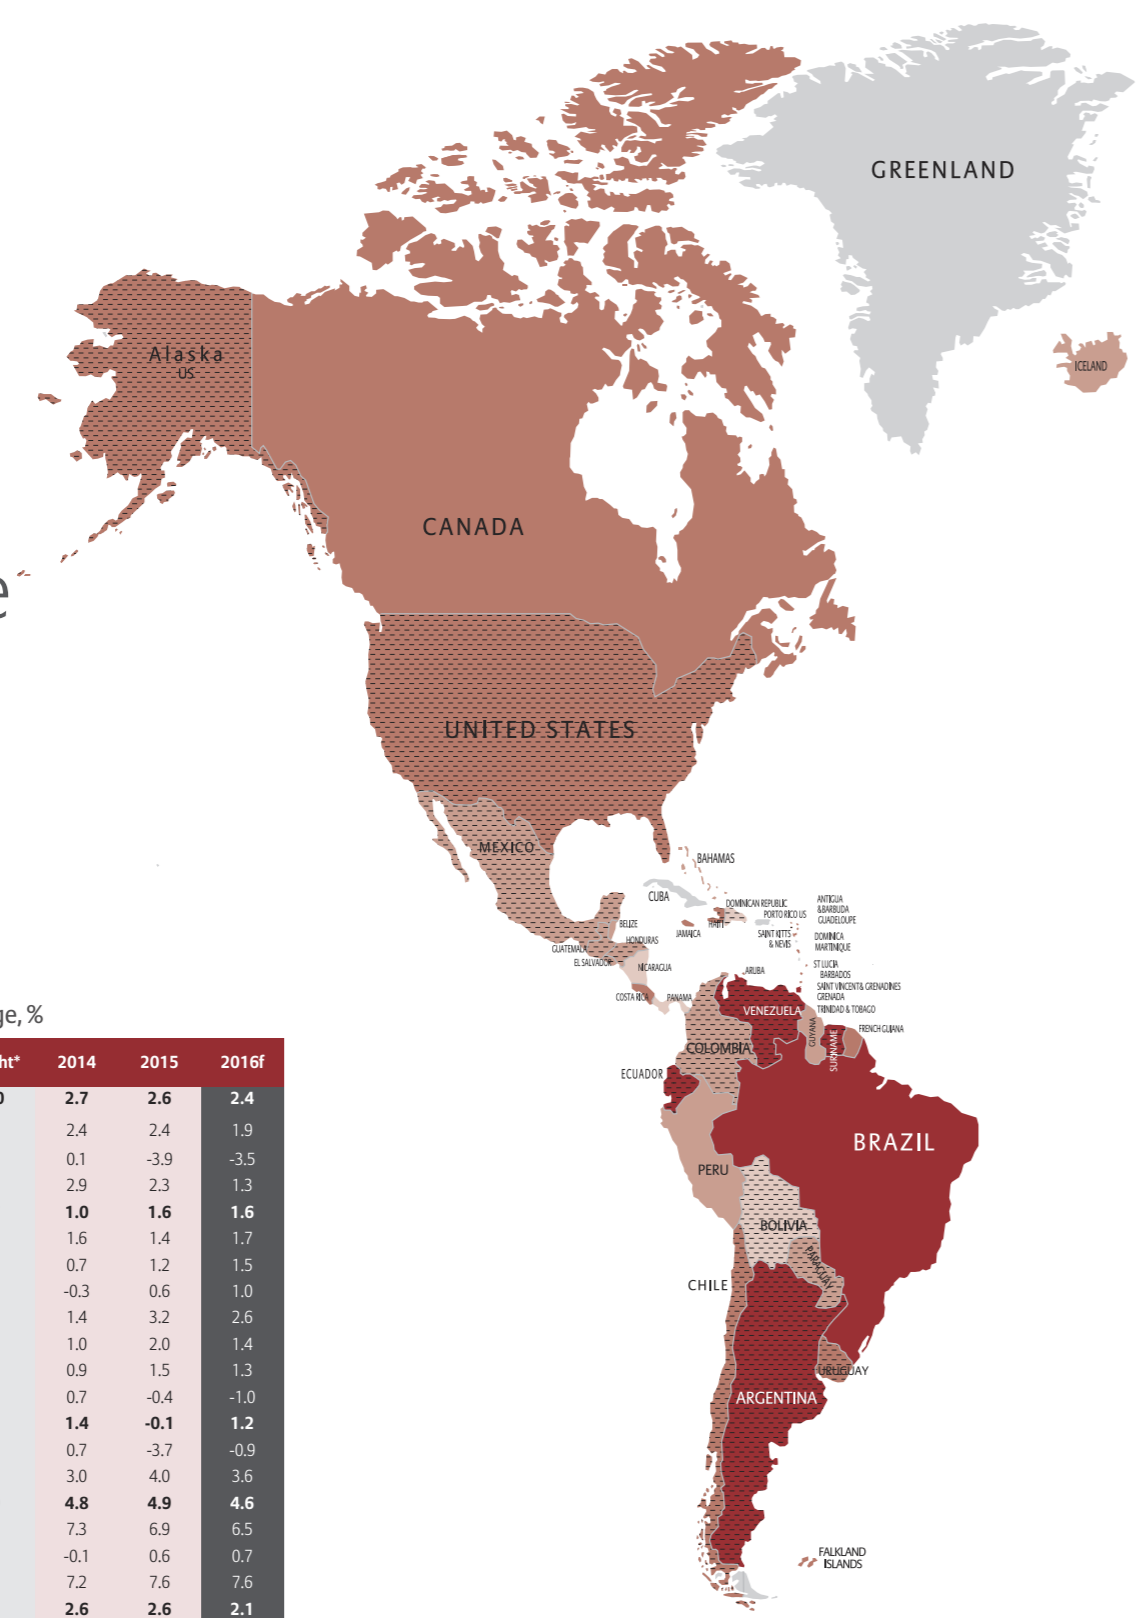 GREENLAND
ICELAND
Alaska
US
CANADA
e
UNITED STATES
MEXICO
BAHAMAS
CUBA
DOMINICAN REPUBLIC
PORTO RICO US
ANTIGUA
&BARBUDA
GUADELOUPE
BELIZE
JAMAICA
HAITI
SAINT KITTS
& NEVIS
DOMINICA
MARTINIQUE
GUATEMALA
HONDURAS
EL SALVADOR
NICARAGUA
ST LUCIA
BARBADOS
ARUBA
SAINT VINCENT & GRENADINES
GRENADA
COSTA RICA
PANAMA
TRINIDAD & TOBAGO
VENEZUELA
GUYANA
SURINAME
FRENCH GUIANA
COLOMBIA
ECUADOR
BRAZIL
PERU
BOLIVIA
PARAGUAY
CHILE
URUGUAY
ARGENTINA
FALKLAND
ISLANDS
ge, %
ht* 2014 2015 2016f
0 2.7 2.6 2.4
2.4 2.4 1.9
0.1 -3.9 -3.5
2.9 2.3 1.3
1.0 1.6 1.6
1.6 1.4 1.7
0.7 1.2 1.5
-0.3 0.6 1.0
1.4 3.2 2.6
1.0 2.0 1.4
0.9 1.5 1.3
0.7 -0.4 -1.0
1.4 -0.1 1.2
0.7 -3.7 -0.9
3.0 4.0 3.6
4.8 4.9 4.6
7.3 6.9 6.5
-0.1 0.6 0.7
7.2 7.6 7.6
2.6 2.6 2.1